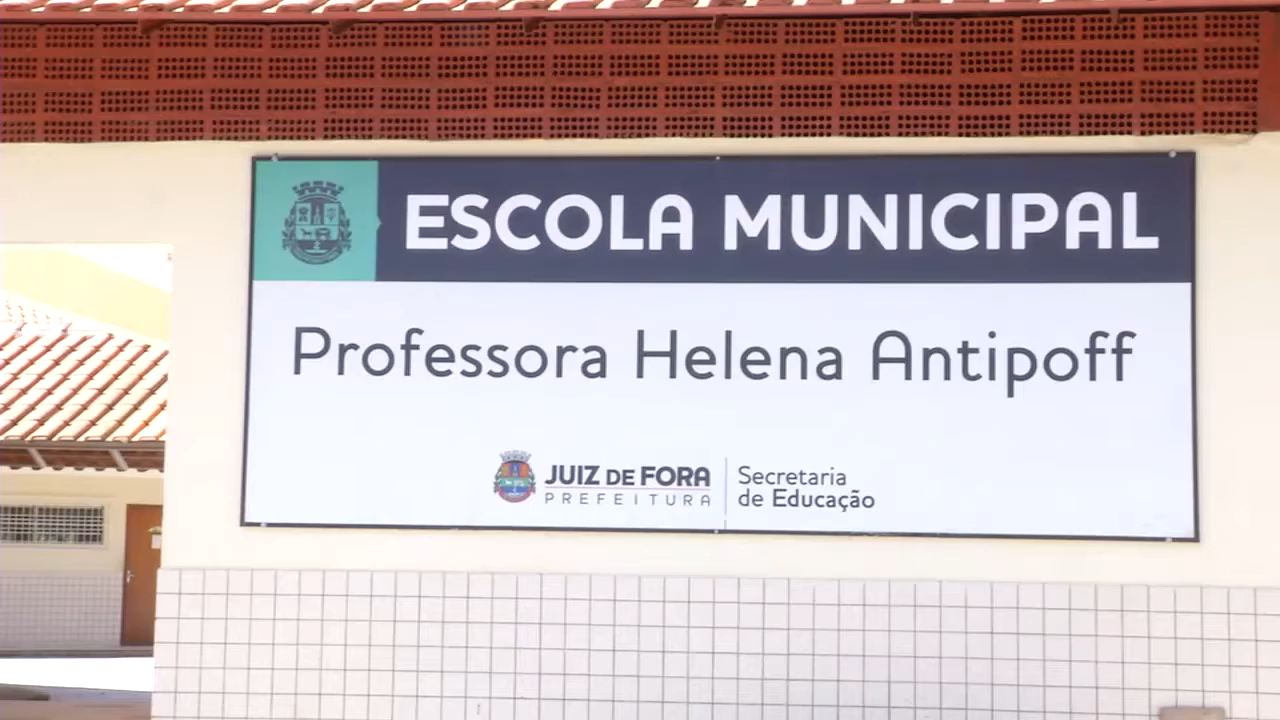 ESCOLA MUNICIPAL
Professora Helena Antipoff
JUIZ DE FORA
PREFEITURA
Secretaria
de Educação